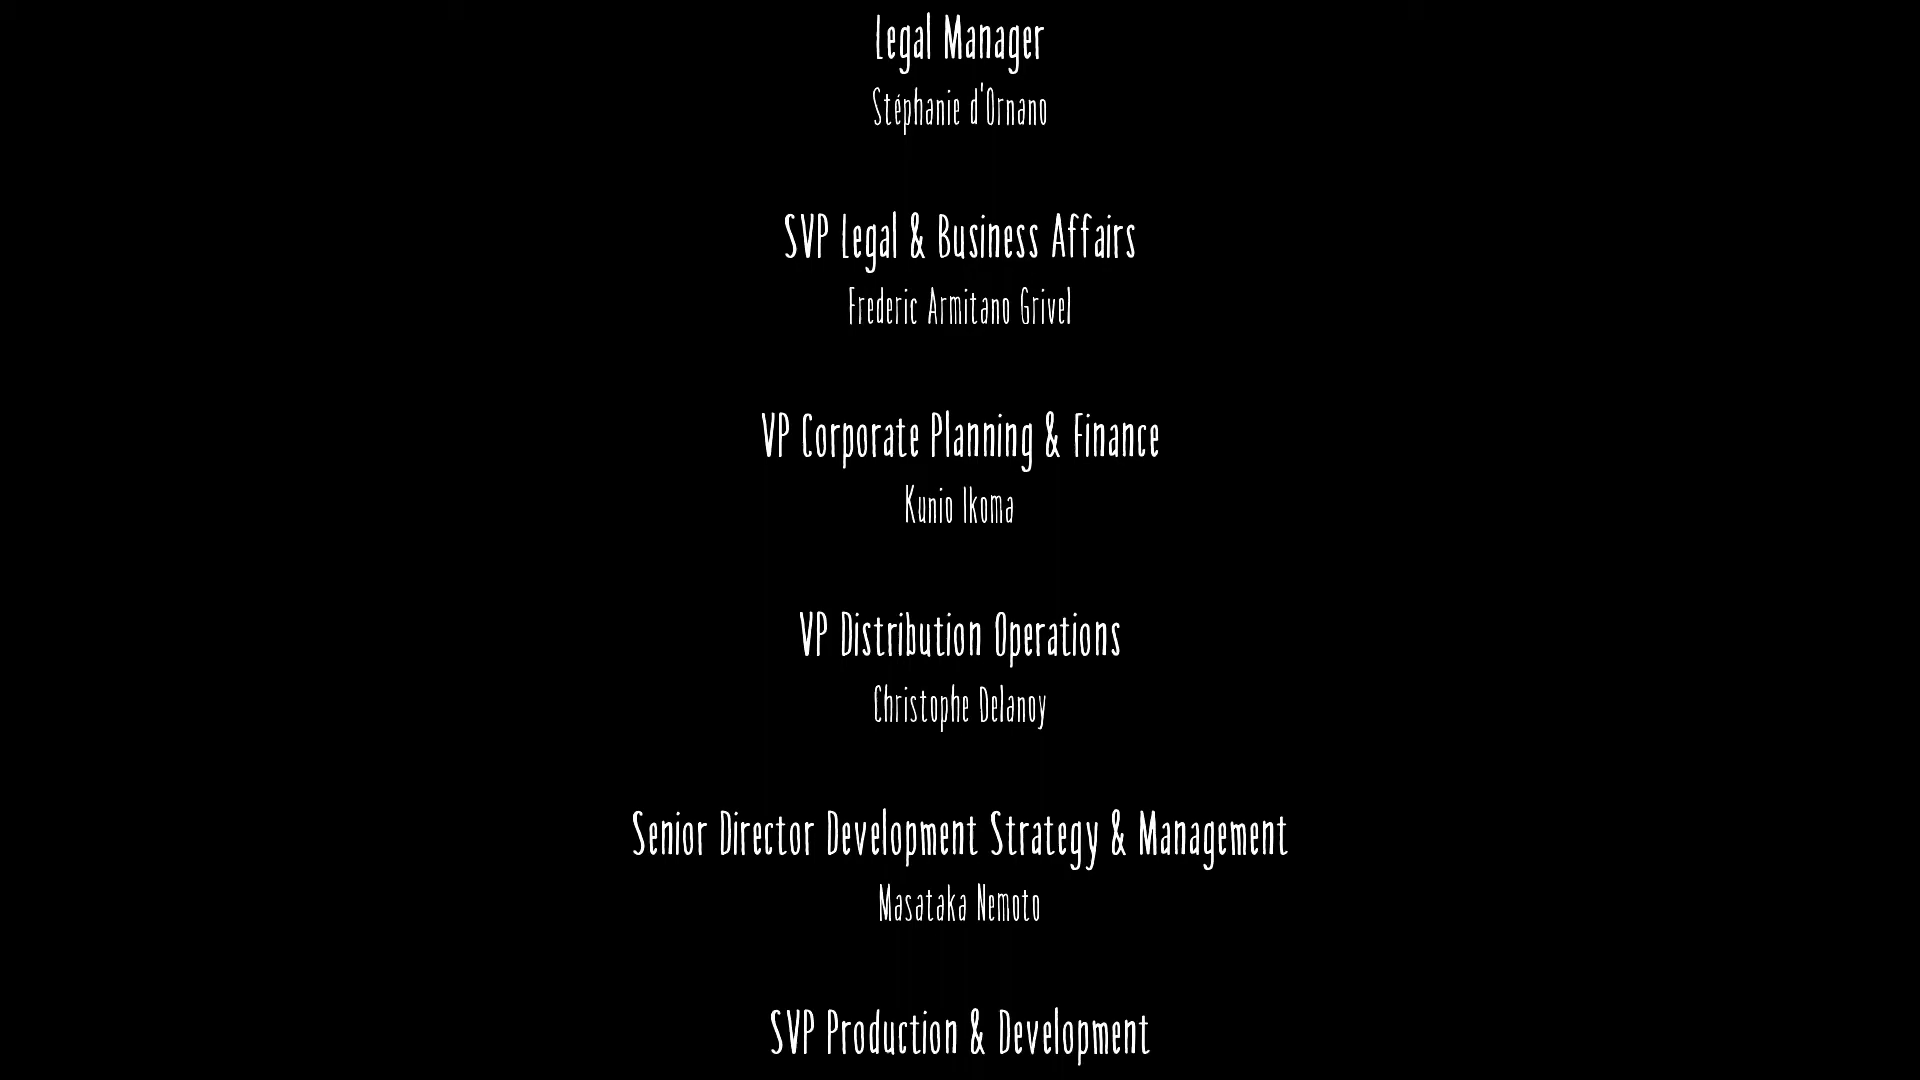 Legal Manager
Stéphanie d'Ornano
SVP Legal & Business Affairs
Frederic Armitano Grivel
VP Corporate Planning & Finance
Kunio Ikoma
VP Distribution Operations
Christophe Delanoy
Senior Director Development Strategy & Management
Masataka Nemoto
SVP Production & Development